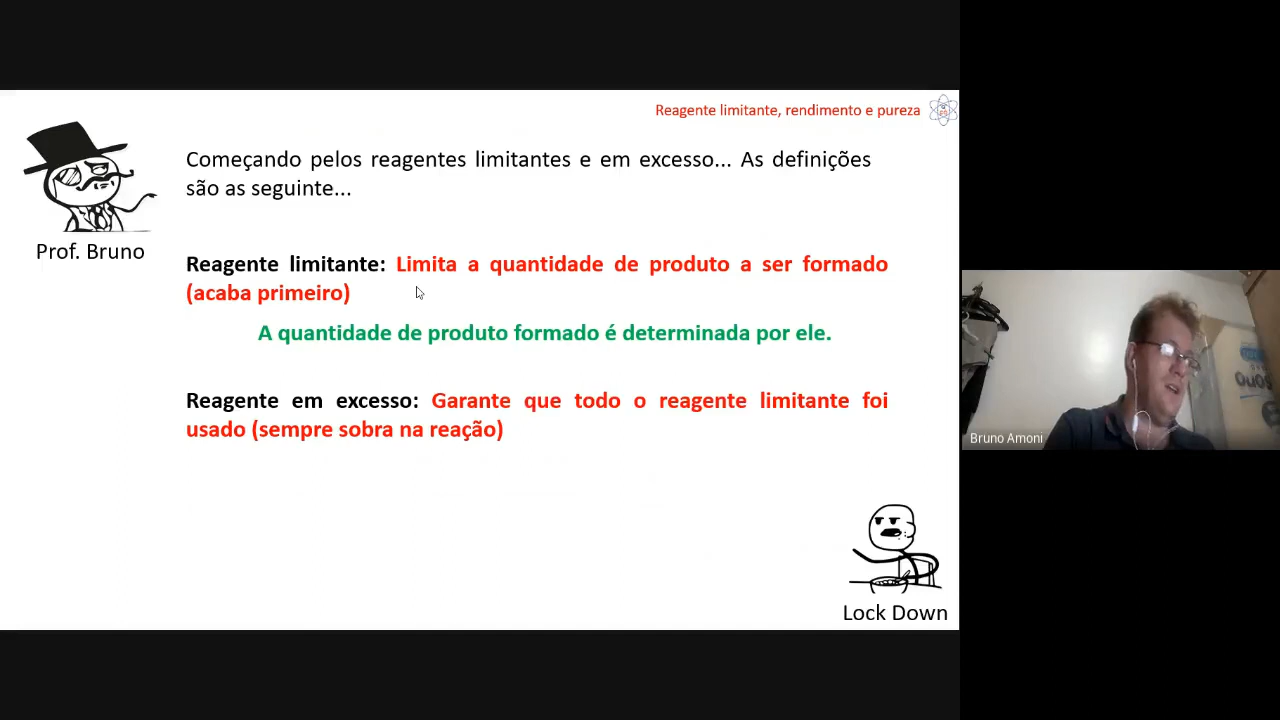 Reagente limitante, rendimento e pureza
Começando pelos reagentes limitantes e em excesso... As definições
são as seguinte...
Prof. Bruno
Reagente limitante: Limita a quantidade de produto a ser formado
(acaba primeiro)
A quantidade de produto formado é determinada por ele.
Reagente em excesso: Garante que todo o reagente limitante foi
usado (sempre sobra na reação)
Bruno Amoni
Lock Down